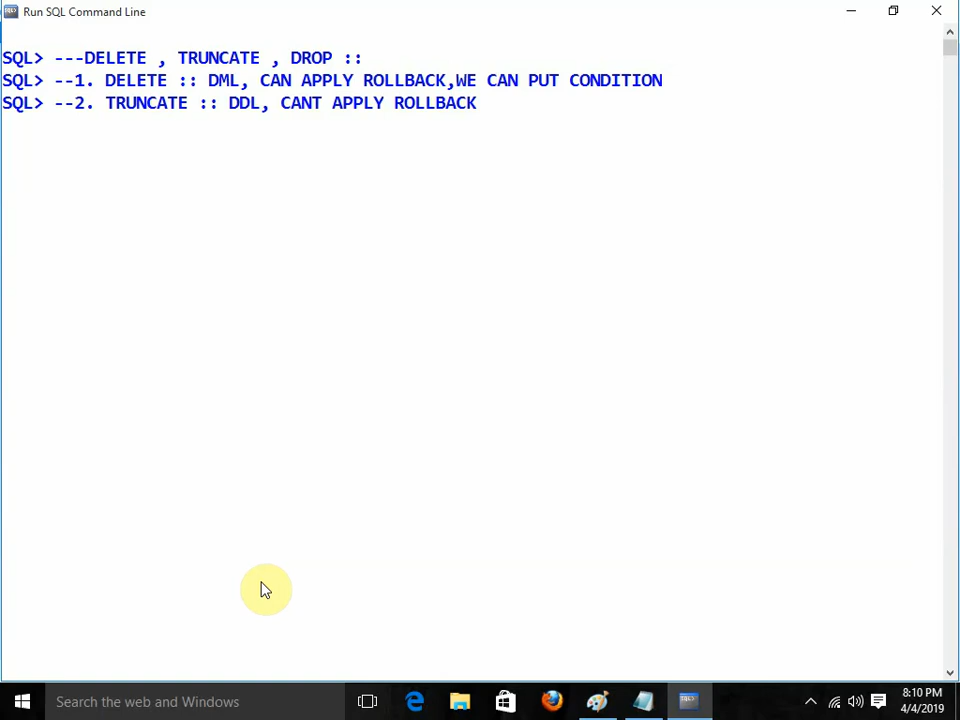 Run SQL Command Line
SQL> ---DELETE , TRUNCATE , DROP ::
SQL> --1. DELETE :: DML, CAN APPLY ROLLBACK,WE CAN PUT CONDITION
SQL> --2. TRUNCATE :: DDL, CANT APPLY ROLLBACK
Search the web and Windows
8:10 PM
4/4/2019